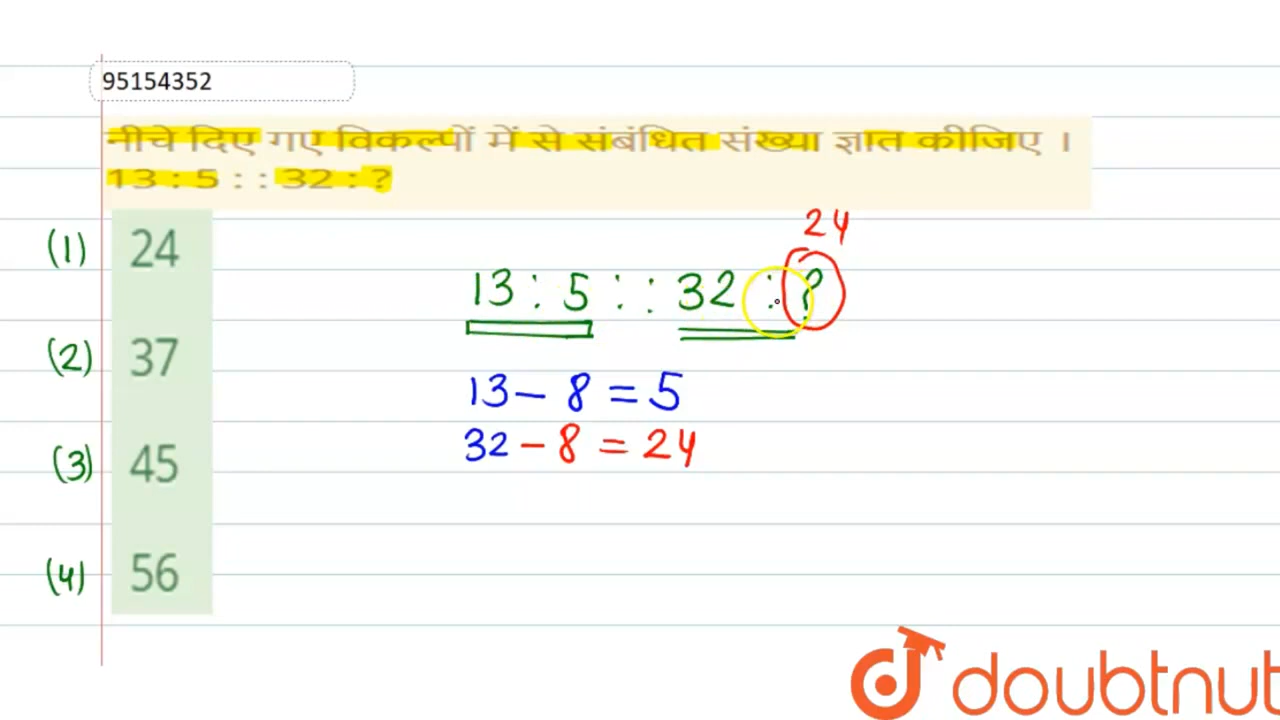 95154352
नीचे दिए गए विकल्पों में से संबंधित संख्या ज्ञात कीजिए ।
13 : 5 : : 32 : ?
(1) 24
24
13 : 5 : : 32 : ?
(2) 37
13 - 8 = 5
32 - 8 = 24
(3) 45
(4) 56
doubtnut